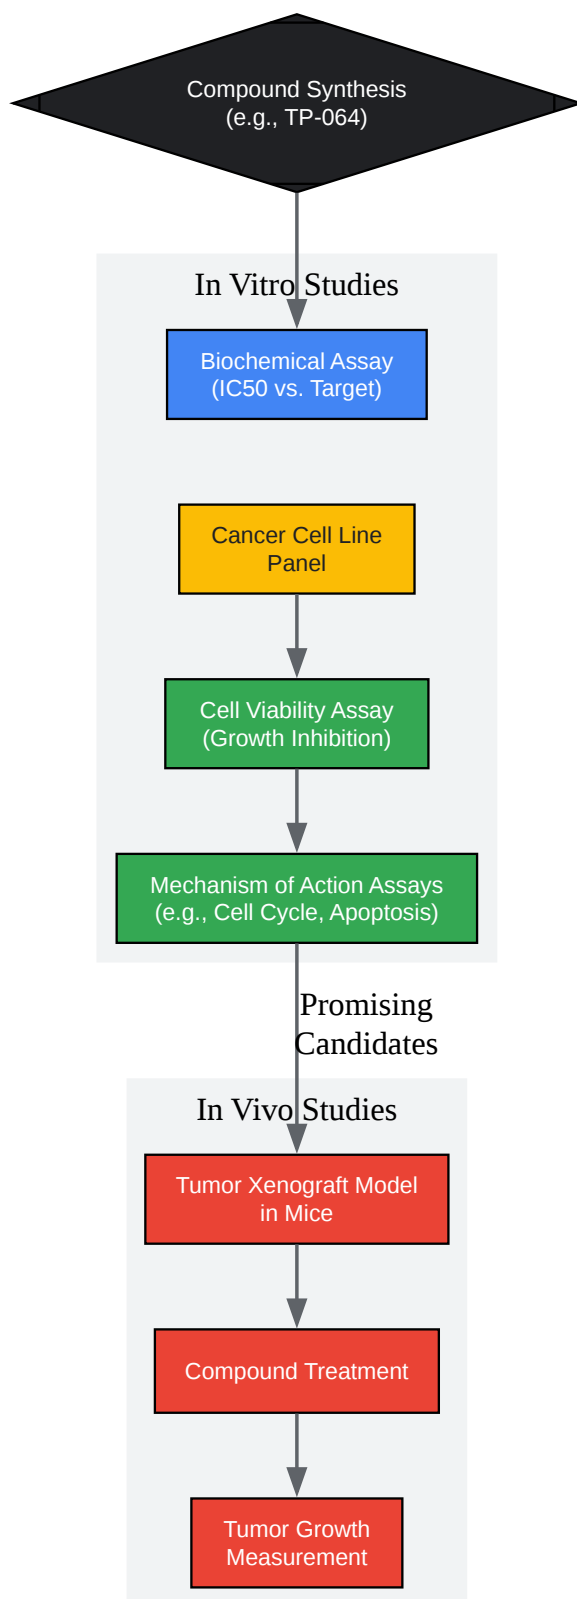 Compound Synthesis
(e.g., TP-064)
In Vitro Studies
Biochemical Assay
(IC50 vs. Target)
Cancer Cell Line
Panel
Cell Viability Assay
(Growth Inhibition)
Mechanism of Action Assays
(e.g., Cell Cycle, Apoptosis)
Promising
Candidates
In Vivo Studies
Tumor Xenograft Model
in Mice
Compound Treatment
Tumor Growth
Measurement